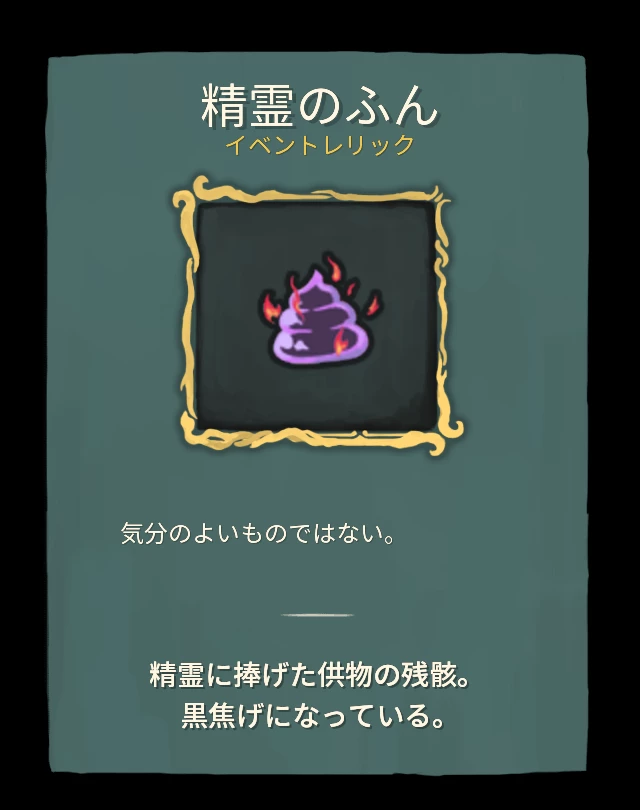 精霊のふん
イベントレリック
気分のよいものではない。
精霊に捧げた供物の残骸。
黒焦げになっている。